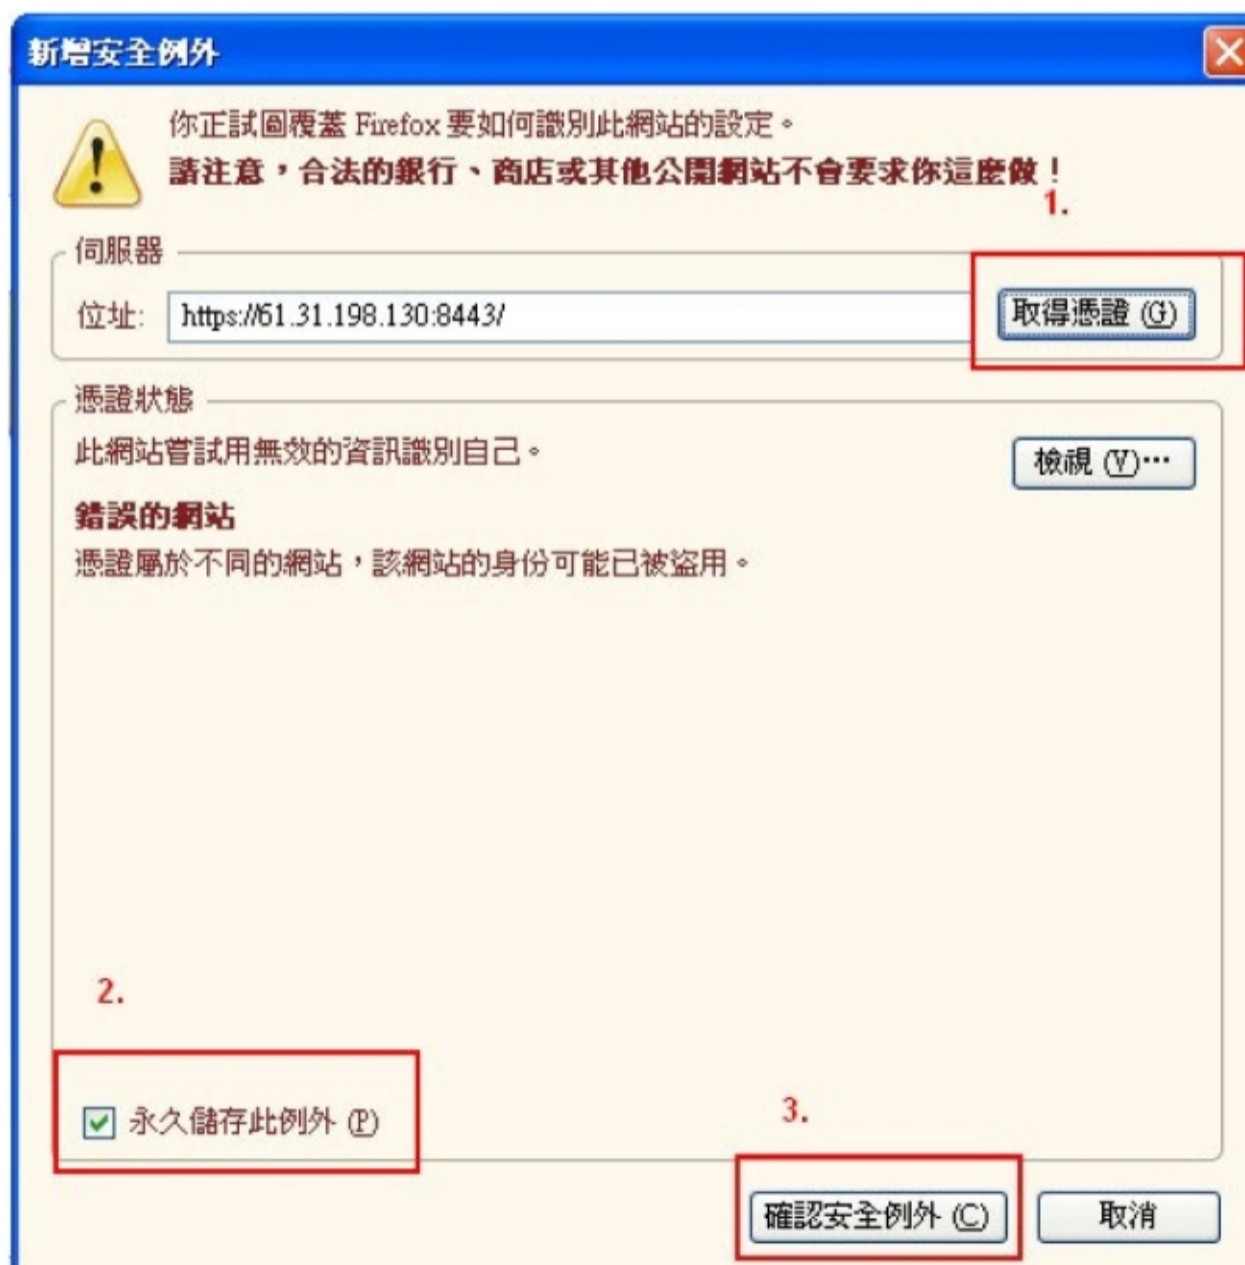 新增安全例外
你正試圖覆蓋 Firefox 要如何識別此網站的設定。
請注意，合法的銀行、商店或其他公開網站不會要求你這麼做！
1.
伺服器
位址: https://61.31.198.130:8443/ 取得憑證 (G)
憑證狀態
此網站嘗試用無效的資訊識別自己。 檢視 (V)…
錯誤的網站
憑證屬於不同的網站，該網站的身份可能已被盜用。
2.
永久儲存此例外 (P)
3.
確認安全例外 (C) 取消